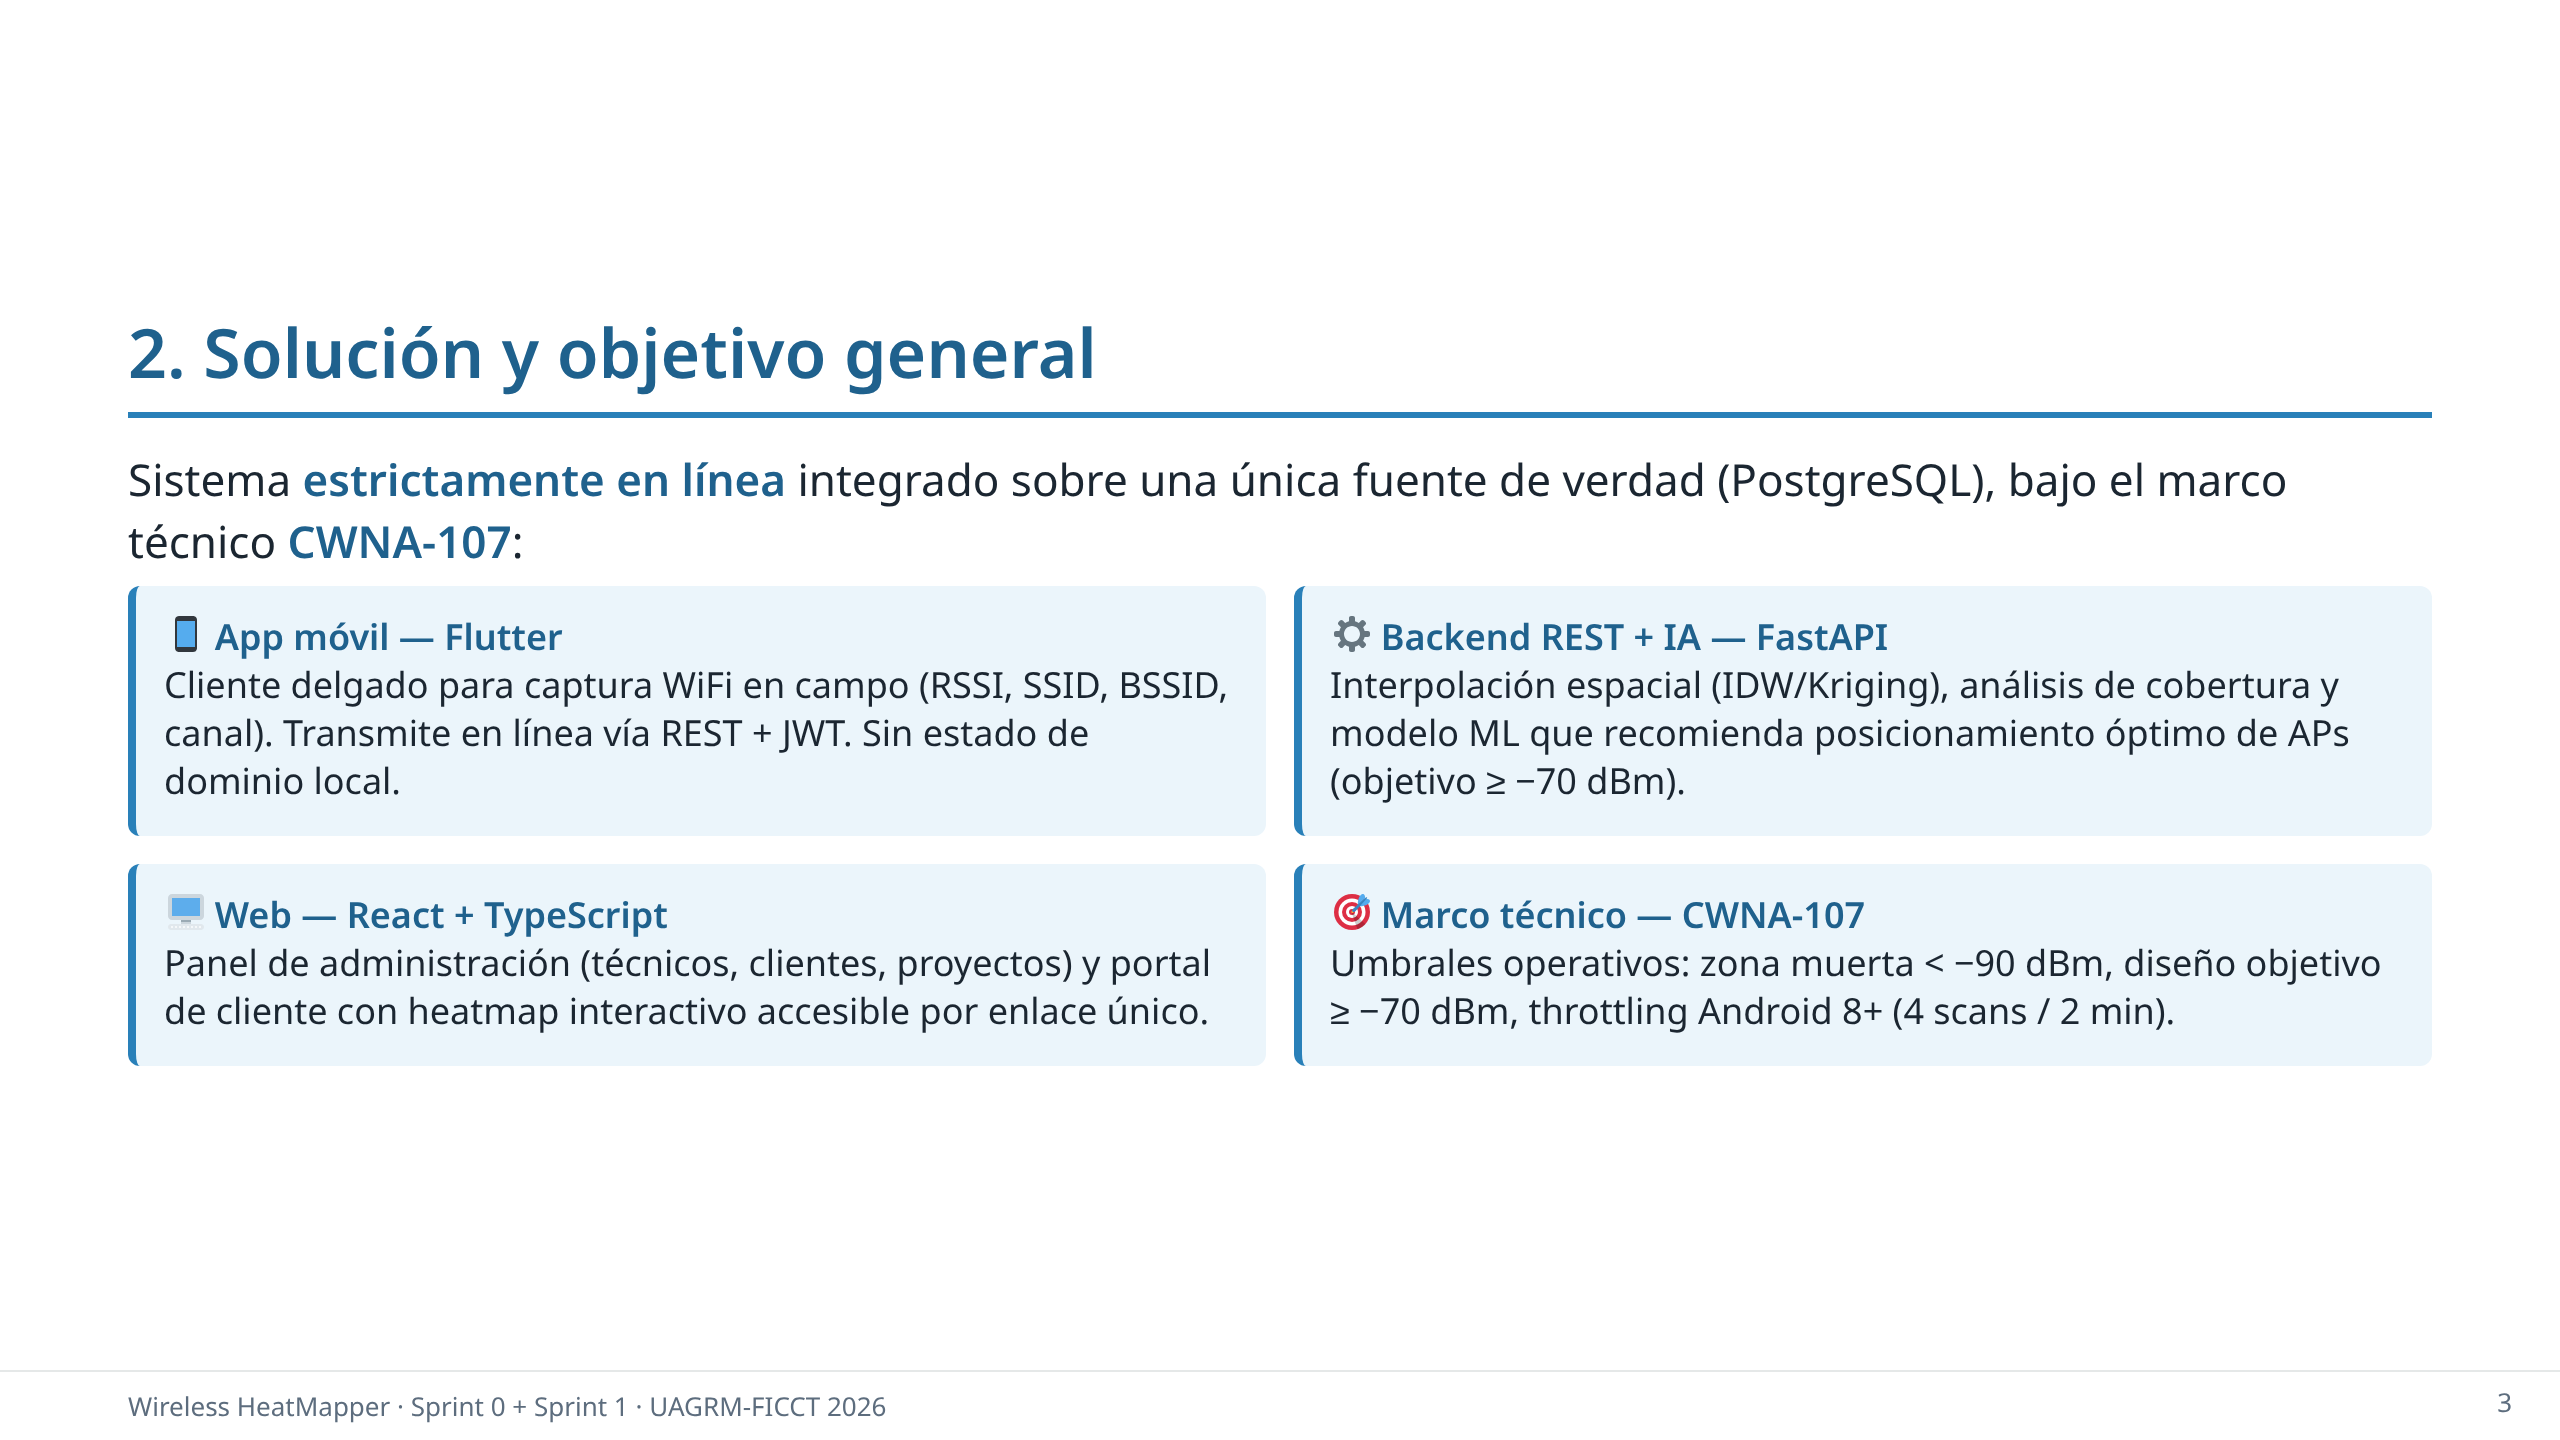 2. Solución y objetivo general
Sistema estrictamente en línea integrado sobre una única fuente de verdad (PostgreSQL), bajo el marco
técnico CWNA-107:
App móvil — Flutter
Cliente delgado para captura WiFi en campo (RSSI, SSID, BSSID,
canal). Transmite en línea vía REST + JWT. Sin estado de
dominio local.
Backend REST + IA — FastAPI
Interpolación espacial (IDW/Kriging), análisis de cobertura y
modelo ML que recomienda posicionamiento óptimo de APs
(objetivo ≥ −70 dBm).
Web — React + TypeScript
Panel de administración (técnicos, clientes, proyectos) y portal
de cliente con heatmap interactivo accesible por enlace único.
Marco técnico — CWNA-107
Umbrales operativos: zona muerta < −90 dBm, diseño objetivo
≥ −70 dBm, throttling Android 8+ (4 scans / 2 min).
Wireless HeatMapper · Sprint 0 + Sprint 1 · UAGRM-FICCT 2026
3